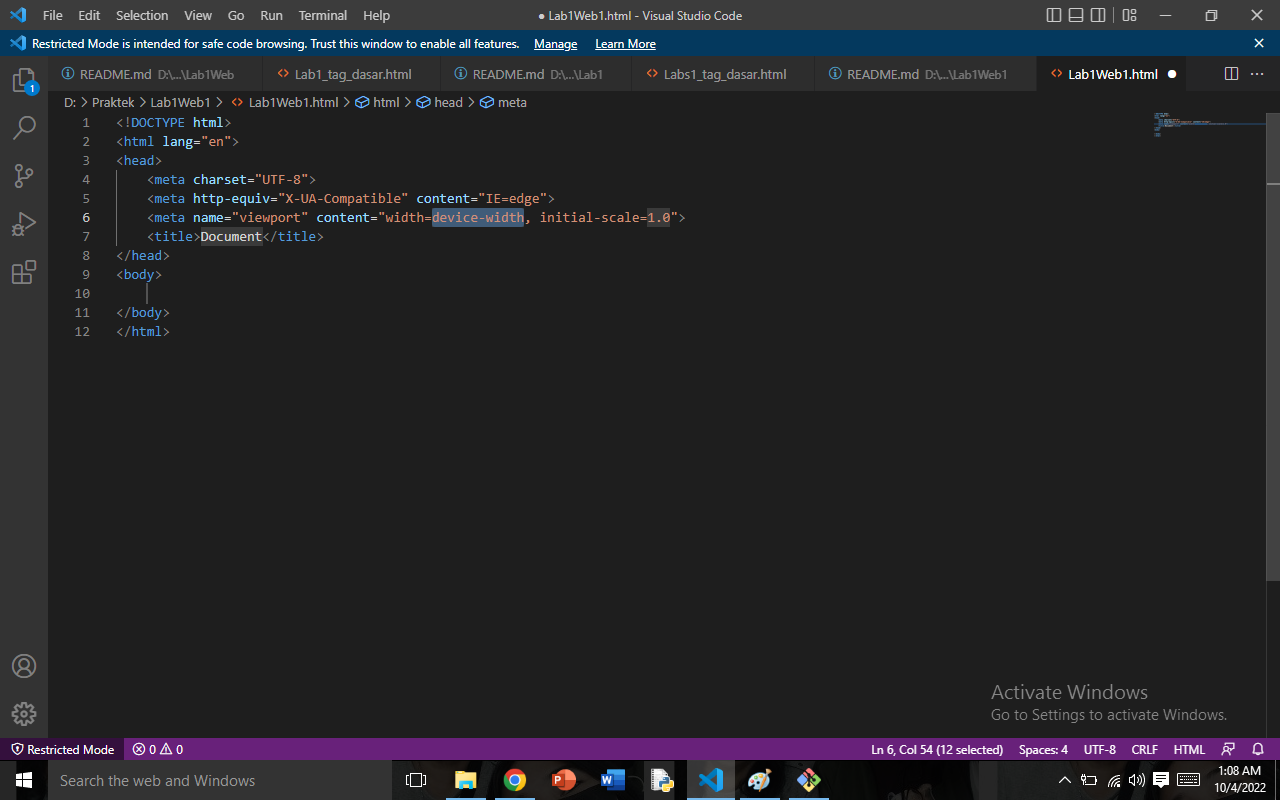 File Edit Selection View Go Run Terminal Help ● Lab1Web1.html - Visual Studio Code
Restricted Mode is intended for safe code browsing. Trust this window to enable all features. Manage Learn More
README.md D:\...\Lab1Web Lab1_tag_dasar.html README.md D:\...\Lab1 Labs1_tag_dasar.html README.md D:\...\Lab1Web1 Lab1Web1.html
D: > Praktek > Lab1Web1 > Lab1Web1.html > html > head > meta
1 <!DOCTYPE html>
2 <html lang="en">
3 <head>
4 <meta charset="UTF-8">
5 <meta http-equiv="X-UA-Compatible" content="IE=edge">
6 <meta name="viewport" content="width=device-width, initial-scale=1.0">
7 <title>Document</title>
8 </head>
9 <body>
10
11 </body>
12 </html>
1
Activate Windows
Go to Settings to activate Windows.
Restricted Mode 0 0 Ln 6, Col 54 (12 selected) Spaces: 4 UTF-8 CRLF HTML
Search the web and Windows
1:08 AM
10/4/2022